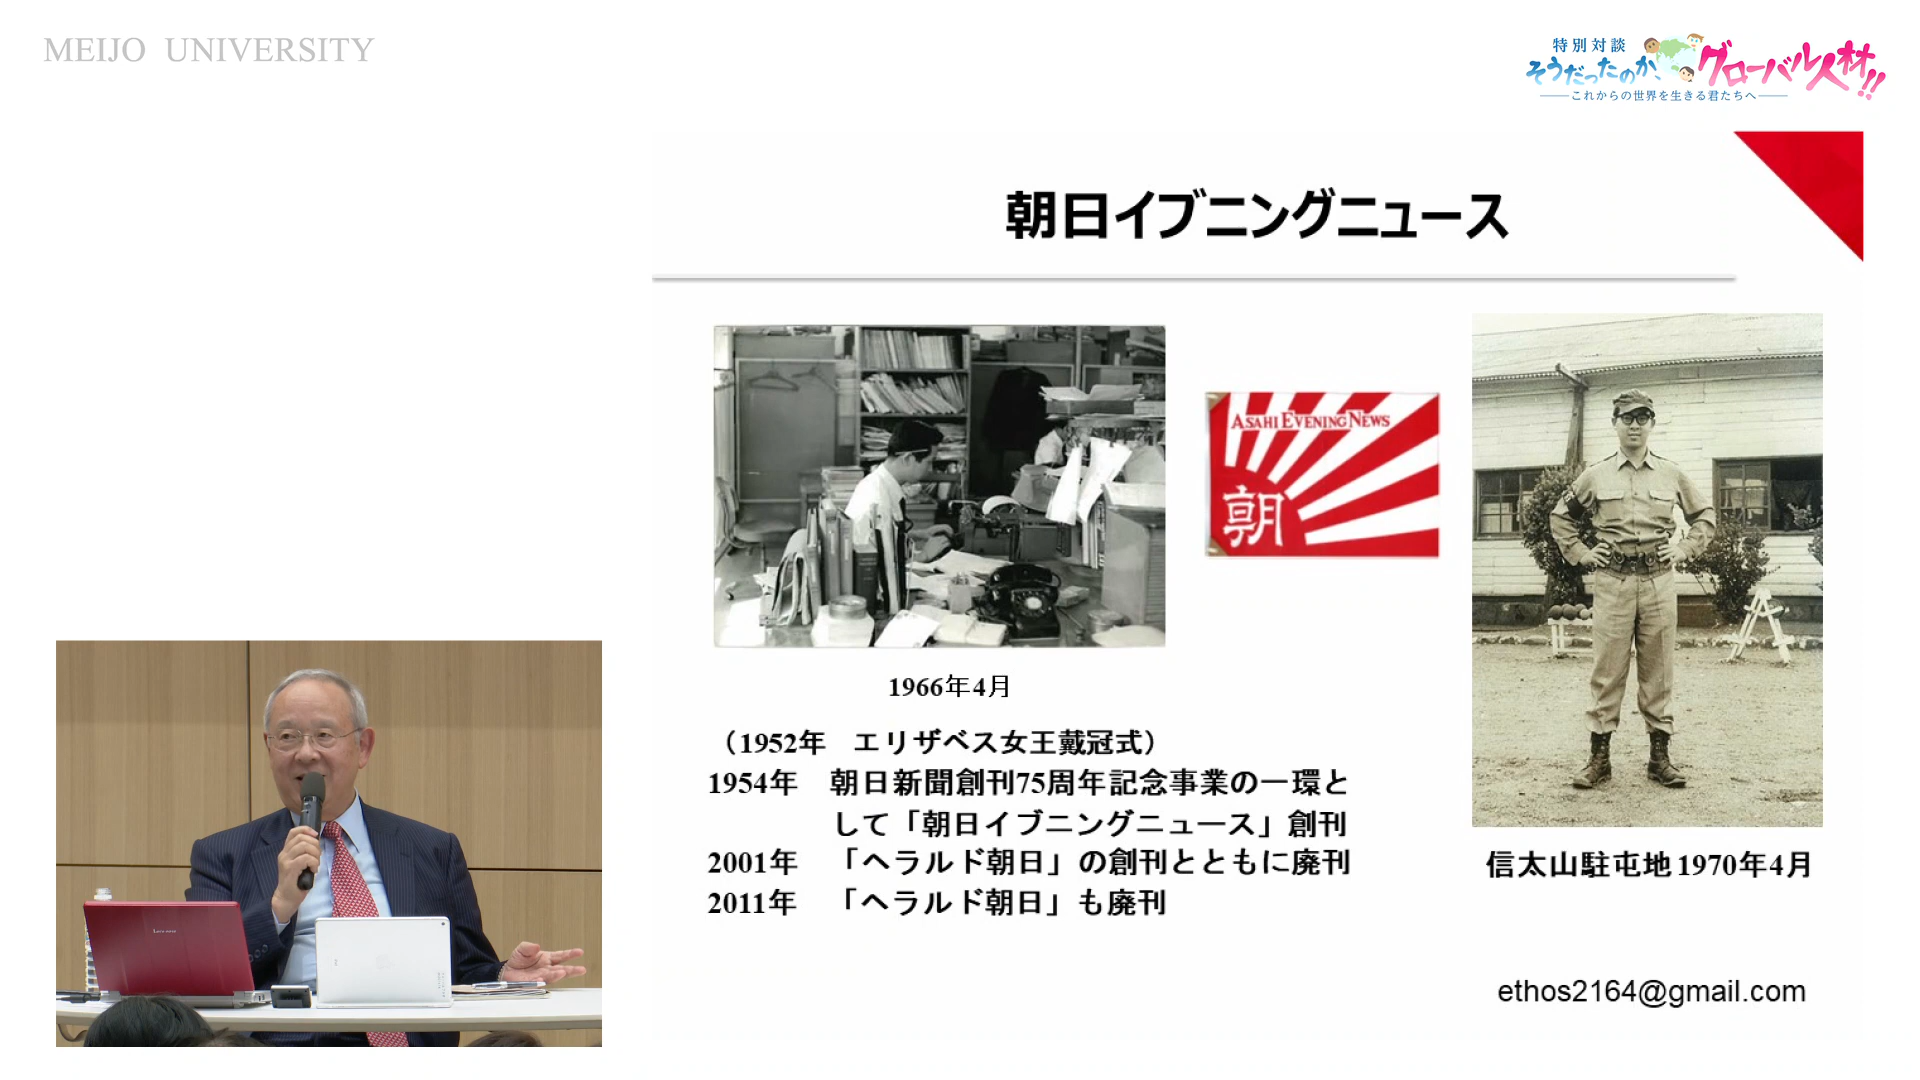 MEIJO UNIVERSITY
特別対談
そうだったのか、グローバル人材!!
これからの世界を生きる君たちへ
朝日イブニングニュース
ASAHI EVENING NEWS
朝
1966年4月
（1952年 エリザベス女王戴冠式）
1954年 朝日新聞創刊75周年記念事業の一環と
して「朝日イブニングニュース」創刊
2001年 「ヘラルド朝日」の創刊とともに廃刊
2011年 「ヘラルド朝日」も廃刊
信太山駐屯地1970年4月
ethos2164@gmail.com